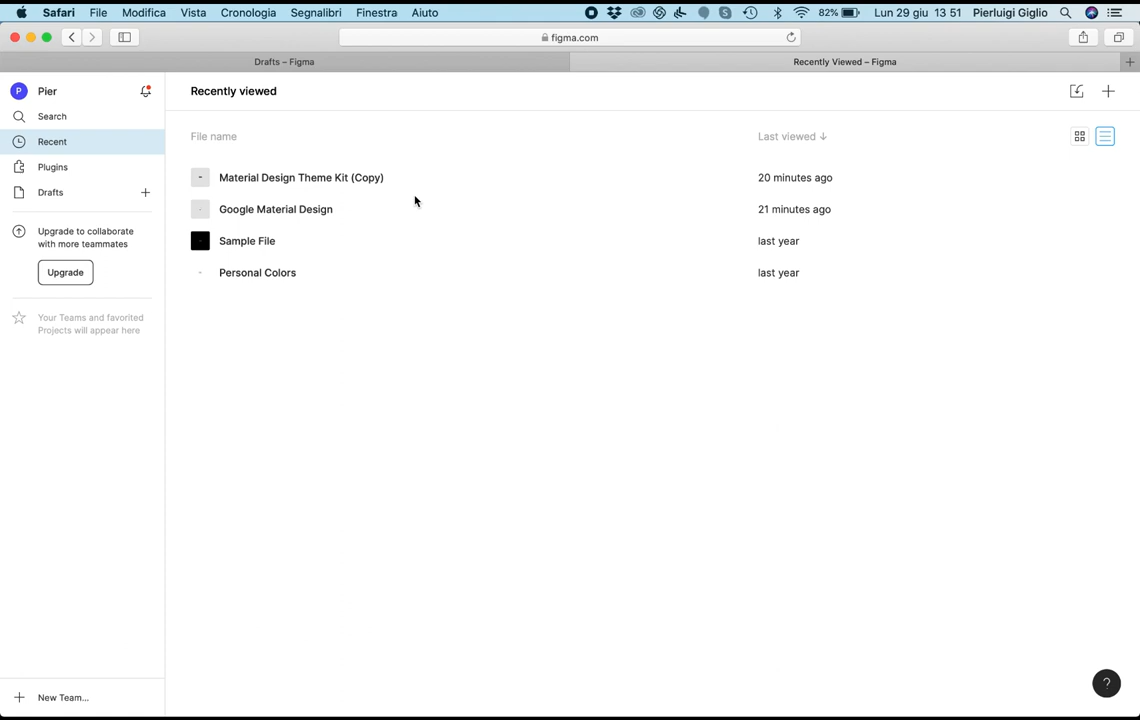 Safari File Modifica Vista Cronologia Segnalibri Finestra Aiuto 82% Lun 29 giu 13 51 Pierluigi Giglio
figma.com
Drafts – Figma Recently Viewed – Figma
P Pier
Recently viewed
Search
File name Last viewed ↓
Recent
Plugins
Material Design Theme Kit (Copy) 20 minutes ago
Drafts
Google Material Design 21 minutes ago
Upgrade to collaborate
with more teammates
Sample File last year
Upgrade
Personal Colors last year
Your Teams and favorited
Projects will appear here
New Team...
?